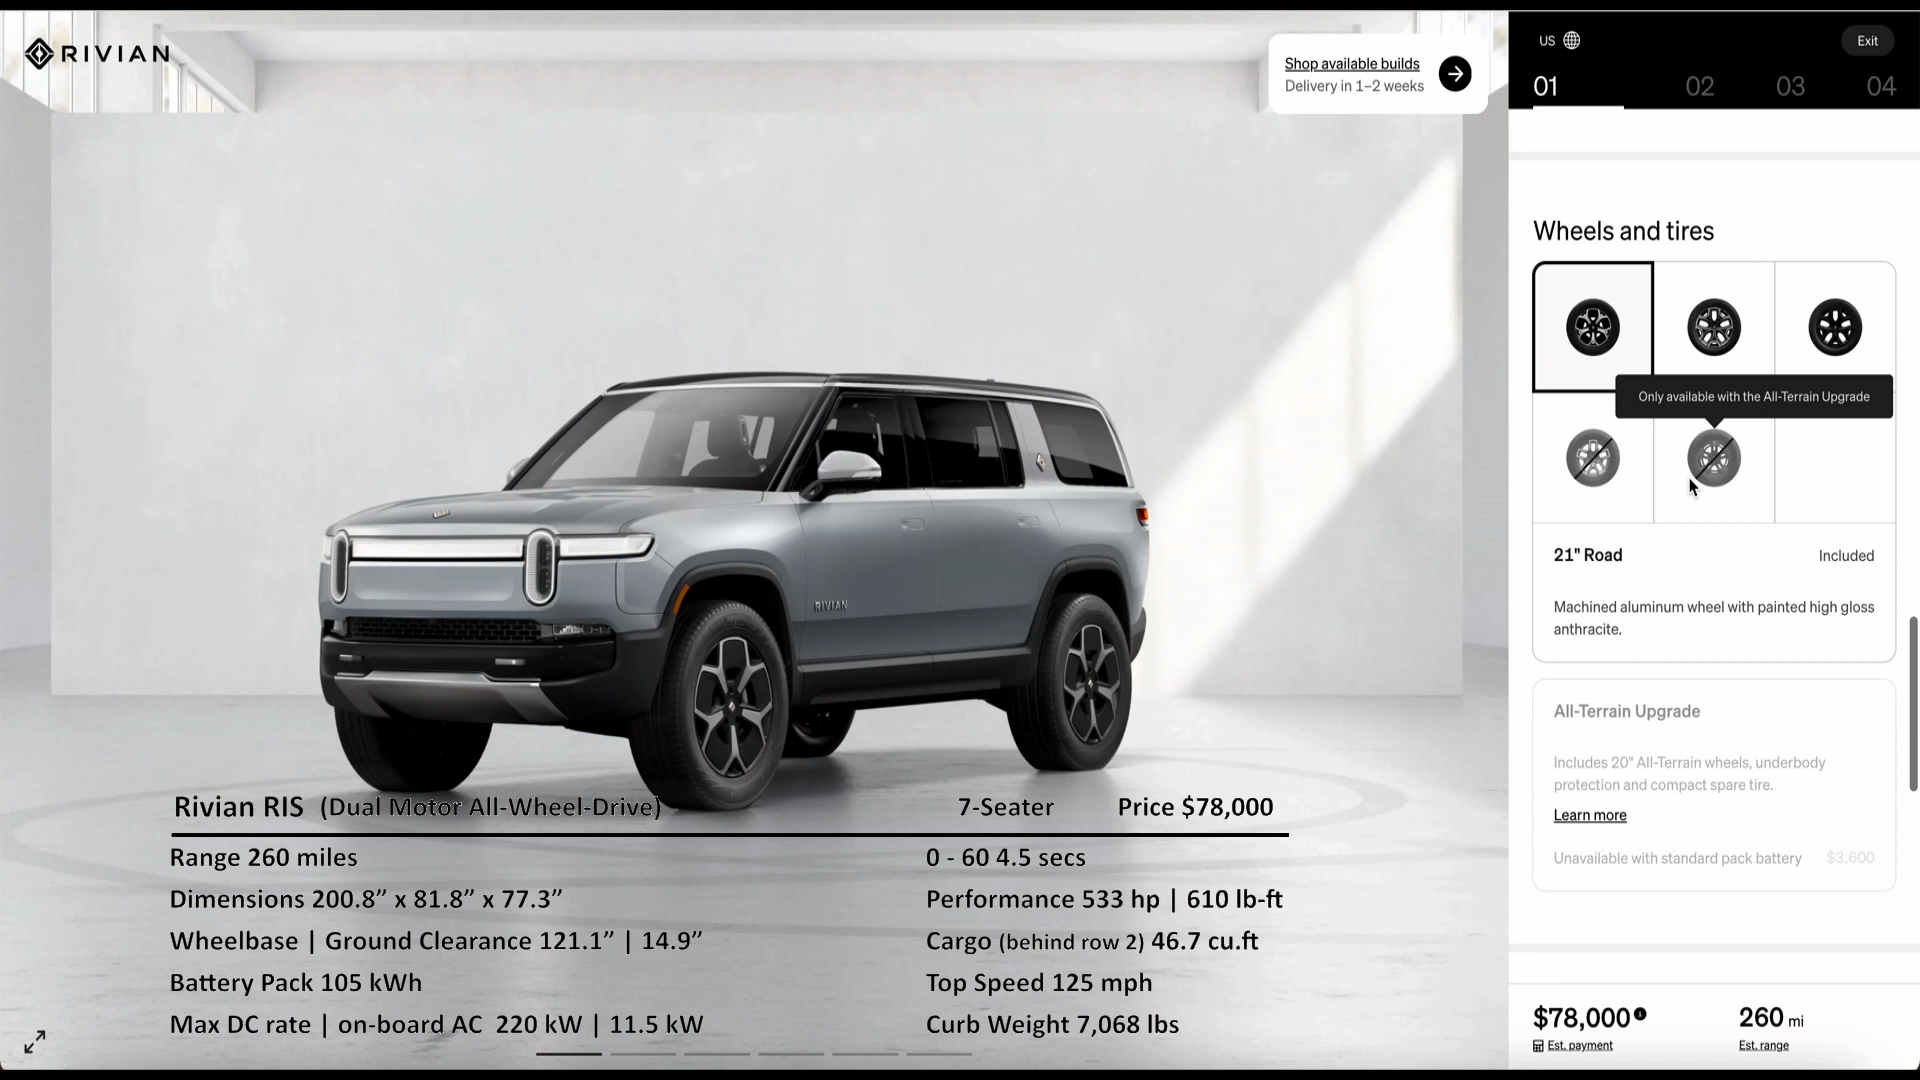 RIVIAN
Shop available builds
Delivery in 1–2 weeks
US
Exit
01 02 03 04
Wheels and tires
Only available with the All-Terrain Upgrade
21" Road Included
Machined aluminum wheel with painted high gloss
anthracite.
All-Terrain Upgrade
Includes 20" All-Terrain wheels, underbody
protection and compact spare tire.
Learn more
Unavailable with standard pack battery $3,600
$78,000 260 mi
Est. payment Est. range
RIVIAN
Rivian RIS (Dual Motor All-Wheel-Drive) 7-Seater Price $78,000
Range 260 miles 0 - 60 4.5 secs
Dimensions 200.8” x 81.8” x 77.3” Performance 533 hp | 610 lb-ft
Wheelbase | Ground Clearance 121.1” | 14.9” Cargo (behind row 2) 46.7 cu.ft
Battery Pack 105 kWh Top Speed 125 mph
Max DC rate | on-board AC 220 kW | 11.5 kW Curb Weight 7,068 lbs